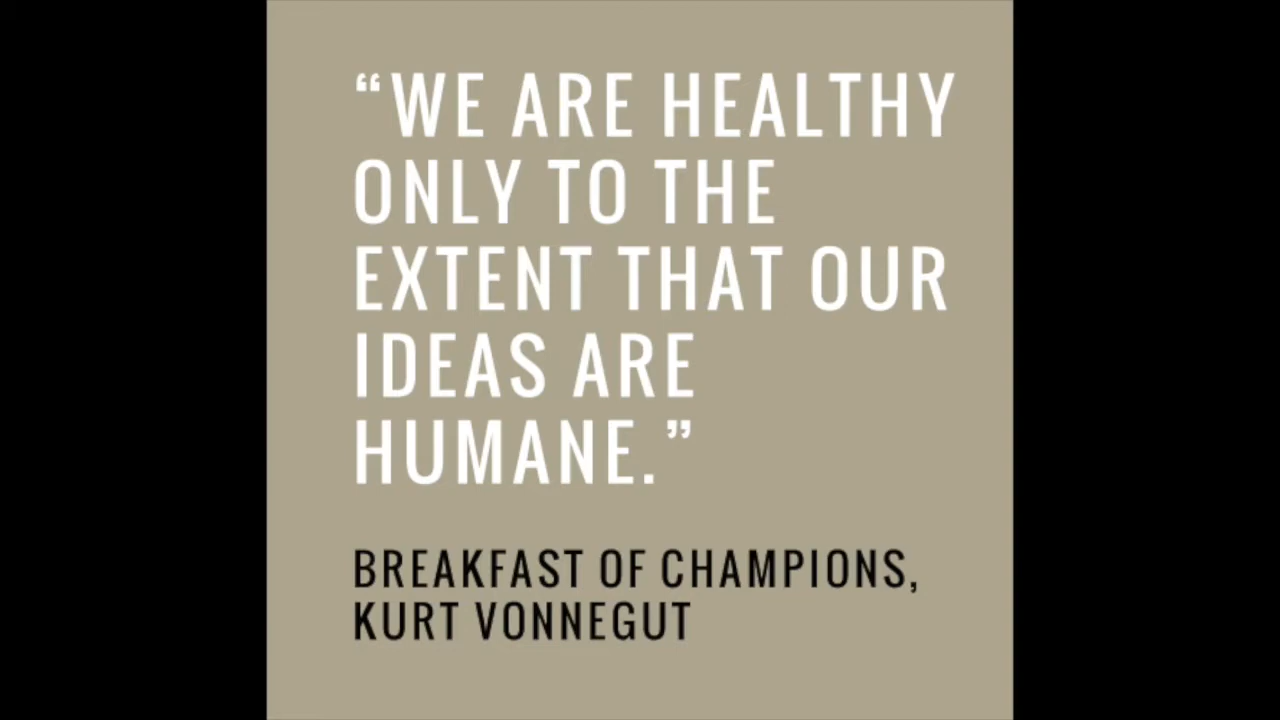 “WE ARE HEALTHY
ONLY TO THE
EXTENT THAT OUR
IDEAS ARE
HUMANE.”
BREAKFAST OF CHAMPIONS,
KURT VONNEGUT